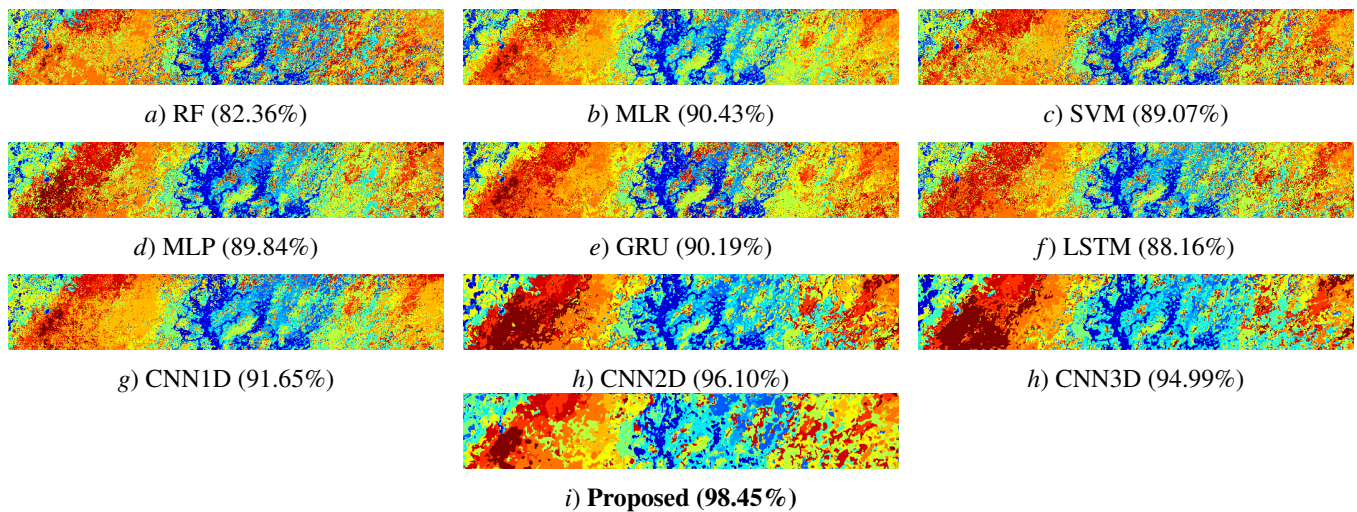 a) RF (82.36%)
b) MLR (90.43%)
c) SVM (89.07%)
d) MLP (89.84%)
e) GRU (90.19%)
f) LSTM (88.16%)
g) CNN1D (91.65%)
h) CNN2D (96.10%)
h) CNN3D (94.99%)
i) Proposed (98.45%)